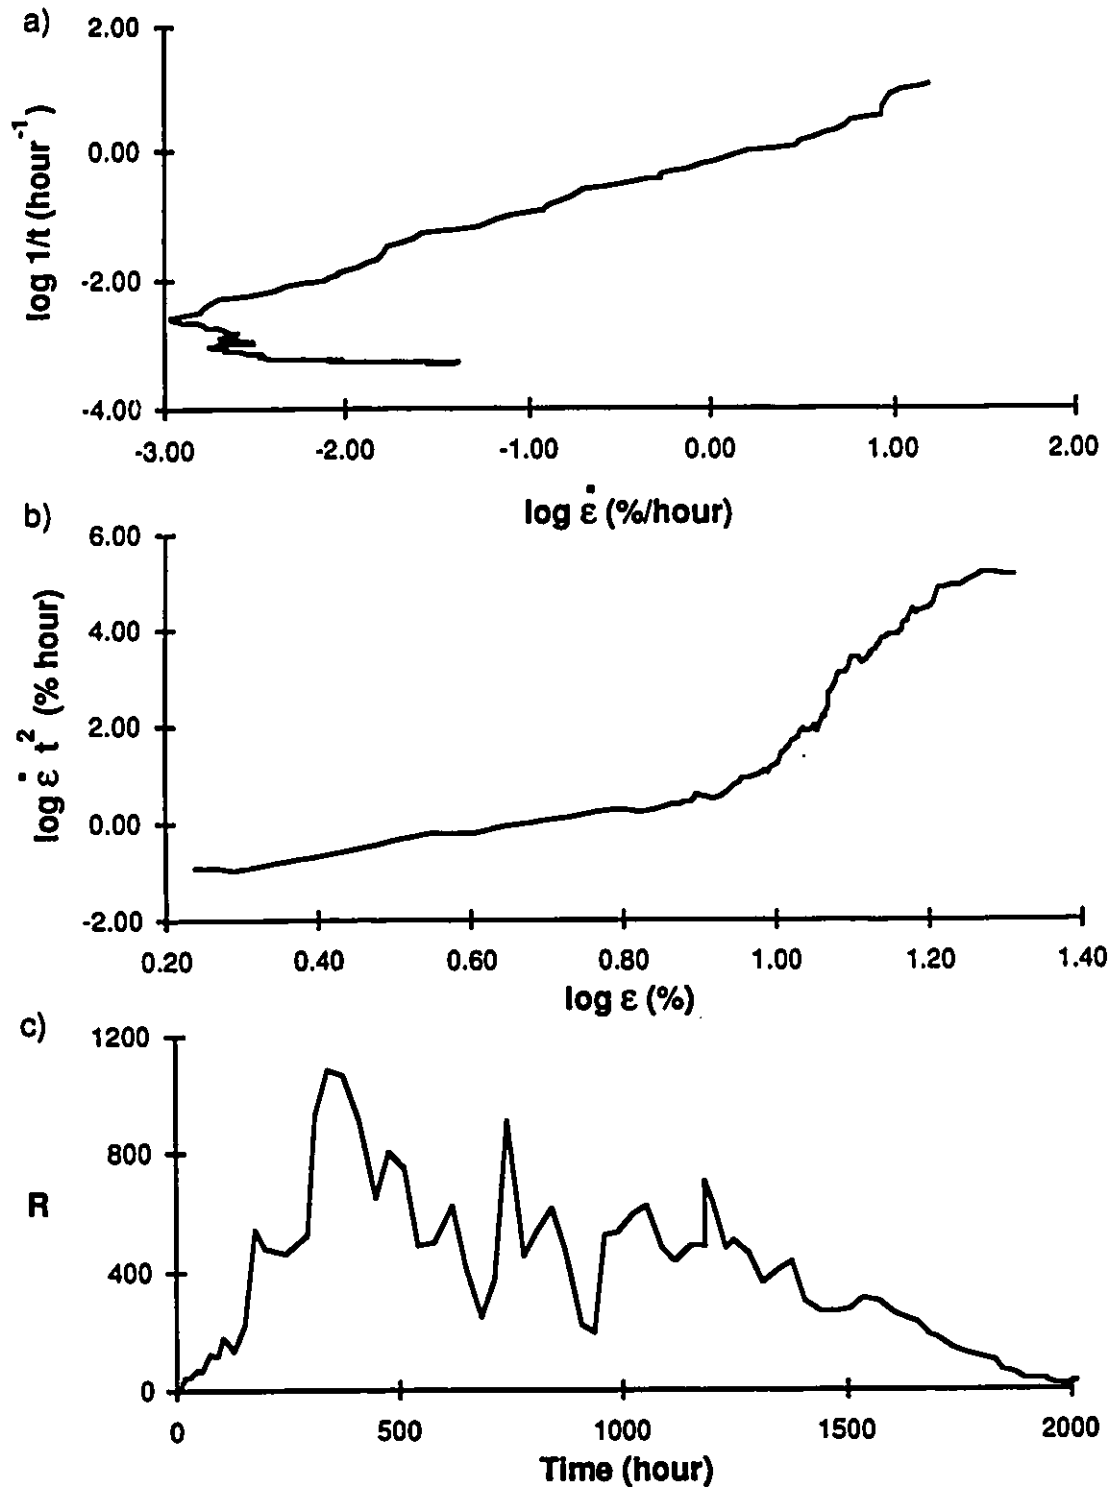 a)
2.00
0.00
-2.00
-4.00
log 1/t (hour⁻¹)
-3.00 -2.00 -1.00 0.00 1.00 2.00
log ε̇ (%/hour)
b)
6.00
4.00
2.00
0.00
-2.00
log ε̇ t² (% hour)
0.20 0.40 0.60 0.80 1.00 1.20 1.40
log ε (%)
c)
1200
800
400
0
R
0 500 1000 1500 2000
Time (hour)